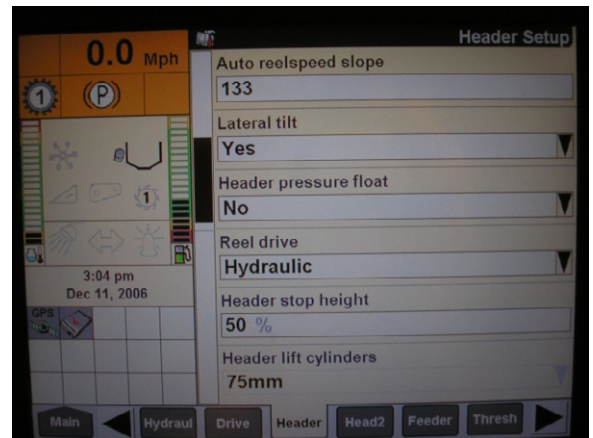 Header Setup
0.0 Mph
1
P
1
3:04 pm
Dec 11, 2006
GPS
Auto reelspeed slope
133
Lateral tilt
Yes
Header pressure float
No
Reel drive
Hydraulic
Header stop height
50 %
Header lift cylinders
75mm
Main Hydraul Drive Header Head2 Feeder Thresh